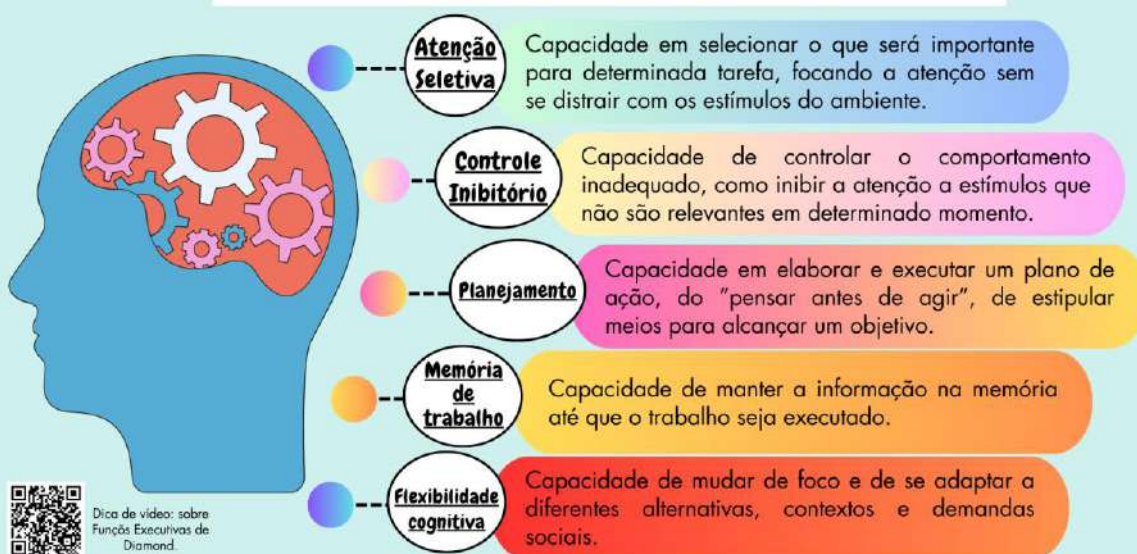 Atenção
Seletiva
Capacidade em selecionar o que será importante
para determinada tarefa, focando a atenção sem
se distrair com os estímulos do ambiente.
Controle
Inibitório
Capacidade de controlar o comportamento
inadequado, como inibir a atenção a estímulos que
não são relevantes em determinado momento.
Planejamento
Capacidade em elaborar e executar um plano de
ação, do "pensar antes de agir", de estipular
meios para alcançar um objetivo.
Memória
de
trabalho
Capacidade de manter a informação na memória
até que o trabalho seja executado.
Flexibilidade
cognitiva
Capacidade de mudar de foco e de se adaptar a
diferentes alternativas, contextos e demandas
sociais.
Dica de vídeo: sobre
Funçõs Executivas de
Diamond.